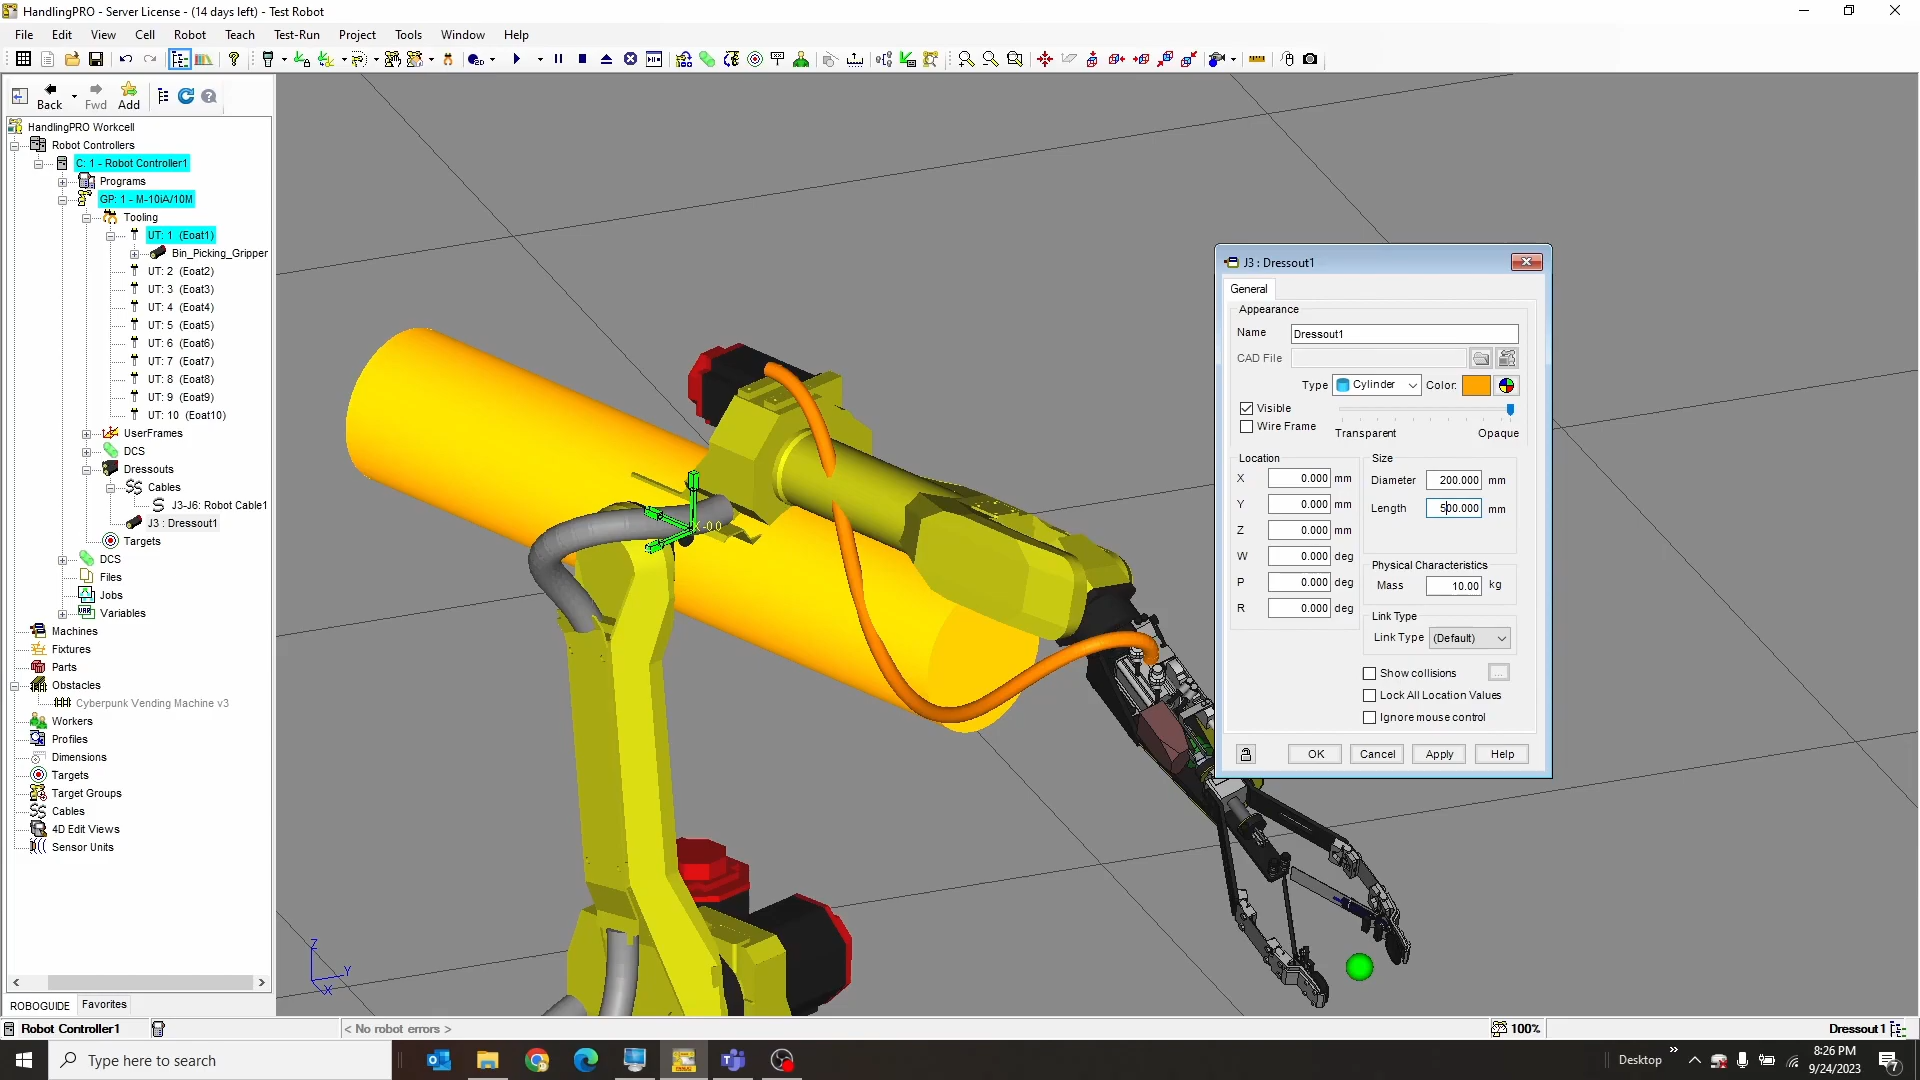 HandlingPRO - Server License - (14 days left) - Test Robot
File Edit View Cell Robot Teach Test-Run Project Tools Window Help
Back Fwd Add
HandlingPRO Workcell
Robot Controllers
C: 1 - Robot Controller1
Programs
GP: 1 - M-10iA/10M
Tooling
UT: 1 (Eoat1)
Bin_Picking_Gripper
UT: 2 (Eoat2)
UT: 3 (Eoat3)
UT: 4 (Eoat4)
UT: 5 (Eoat5)
UT: 6 (Eoat6)
UT: 7 (Eoat7)
UT: 8 (Eoat8)
UT: 9 (Eoat9)
UT: 10 (Eoat10)
UserFrames
DCS
Dressouts
Cables
J3-J6: Robot Cable1
J3 : Dressout1
Targets
DCS
Files
Jobs
Variables
Machines
Fixtures
Parts
Obstacles
Cyberpunk Vending Machine v3
Workers
Profiles
Dimensions
Targets
Target Groups
Cables
4D Edit Views
Sensor Units
ROBOGUIDE Favorites
Z
Y
X
J3 : Dressout1
General
Appearance
Name Dressout1
CAD File
Type Cylinder Color:
Visible
Wire Frame
Transparent Opaque
Location
X 0.000 mm
Y 0.000 mm
Z 0.000 mm
W 0.000 deg
P 0.000 deg
R 0.000 deg
Size
Diameter 200.000 mm
Length 500.000 mm
Physical Characteristics
Mass 10.00 kg
Link Type
Link Type (Default)
Show collisions
...
Lock All Location Values
Ignore mouse control
OK Cancel Apply Help
Robot Controller1 < No robot errors > 100% Dressout1
Type here to search
Desktop
8:26 PM
9/24/2023
7